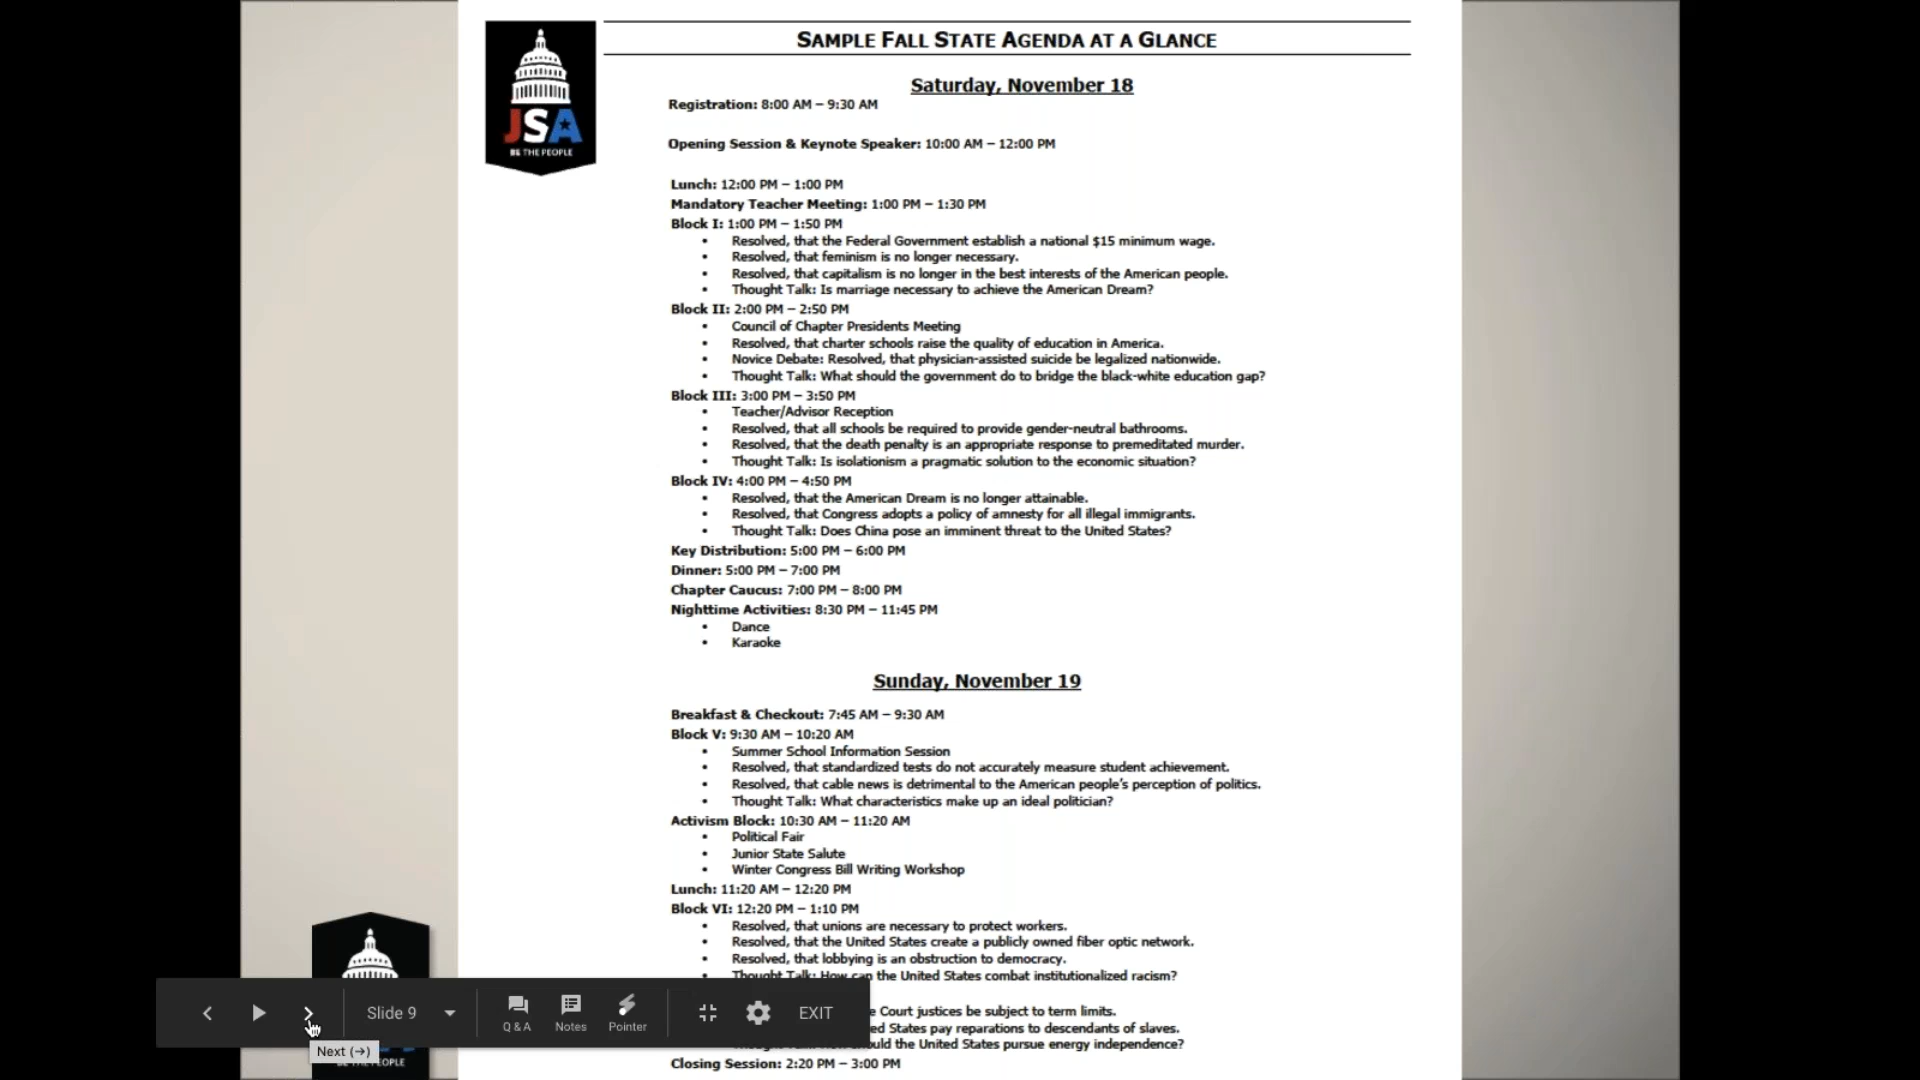 SAMPLE FALL STATE AGENDA AT A GLANCE
JSA
BE THE PEOPLE
Saturday, November 18
Registration: 8:00 AM – 9:30 AM
Opening Session & Keynote Speaker: 10:00 AM – 12:00 PM
Lunch: 12:00 PM – 1:00 PM
Mandatory Teacher Meeting: 1:00 PM – 1:30 PM
Block I: 1:00 PM – 1:50 PM
• Resolved, that the Federal Government establish a national $15 minimum wage.
• Resolved, that feminism is no longer necessary.
• Resolved, that capitalism is no longer in the best interests of the American people.
• Thought Talk: Is marriage necessary to achieve the American Dream?
Block II: 2:00 PM – 2:50 PM
• Council of Chapter Presidents Meeting
• Resolved, that charter schools raise the quality of education in America.
• Novice Debate: Resolved, that physician-assisted suicide be legalized nationwide.
• Thought Talk: What should the government do to bridge the black-white education gap?
Block III: 3:00 PM – 3:50 PM
• Teacher/Advisor Reception
• Resolved, that all schools be required to provide gender-neutral bathrooms.
• Resolved, that the death penalty is an appropriate response to premeditated murder.
• Thought Talk: Is isolationism a pragmatic solution to the economic situation?
Block IV: 4:00 PM – 4:50 PM
• Resolved, that the American Dream is no longer attainable.
• Resolved, that Congress adopts a policy of amnesty for all illegal immigrants.
• Thought Talk: Does China pose an imminent threat to the United States?
Key Distribution: 5:00 PM – 6:00 PM
Dinner: 5:00 PM – 7:00 PM
Chapter Caucus: 7:00 PM – 8:00 PM
Nighttime Activities: 8:30 PM – 11:45 PM
• Dance
• Karaoke
Sunday, November 19
Breakfast & Checkout: 7:45 AM – 9:30 AM
Block V: 9:30 AM – 10:20 AM
• Summer School Information Session
• Resolved, that standardized tests do not accurately measure student achievement.
• Resolved, that cable news is detrimental to the American people's perception of politics.
• Thought Talk: What characteristics make up an ideal politician?
Activism Block: 10:30 AM – 11:20 AM
• Political Fair
• Junior State Salute
• Winter Congress Bill Writing Workshop
Lunch: 11:20 AM – 12:20 PM
Block VI: 12:20 PM – 1:10 PM
• Resolved, that unions are necessary to protect workers.
• Resolved, that the United States create a publicly owned fiber optic network.
• Resolved, that lobbying is an obstruction to democracy.
• Thought Talk: How can the United States combat institutionalized racism?
Court justices be subject to term limits.
States pay reparations to descendants of slaves.
the United States pursue energy independence?
Closing Session: 2:20 PM – 3:00 PM
Slide 9
Q & A
Notes
Pointer
EXIT
Next (→)
THE PEOPLE